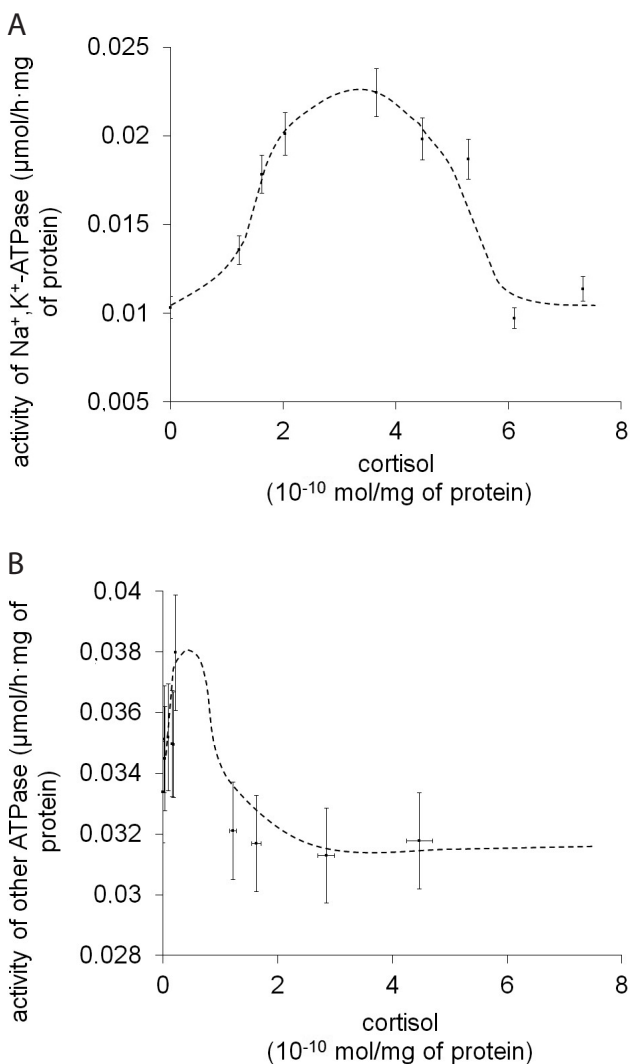 A
0.025
0.02
0.015
0.01
0.005
activity of Na⁺,K⁺-ATPase (µmol/h·mg
of protein)
0 2 4 6 8
cortisol
(10⁻¹⁰ mol/mg of protein)
B
0.04
0.038
0.036
0.034
0.032
0.03
0.028
activity of other ATPase (µmol/h·mg of
protein)
0 2 4 6 8
cortisol
(10⁻¹⁰ mol/mg of protein)